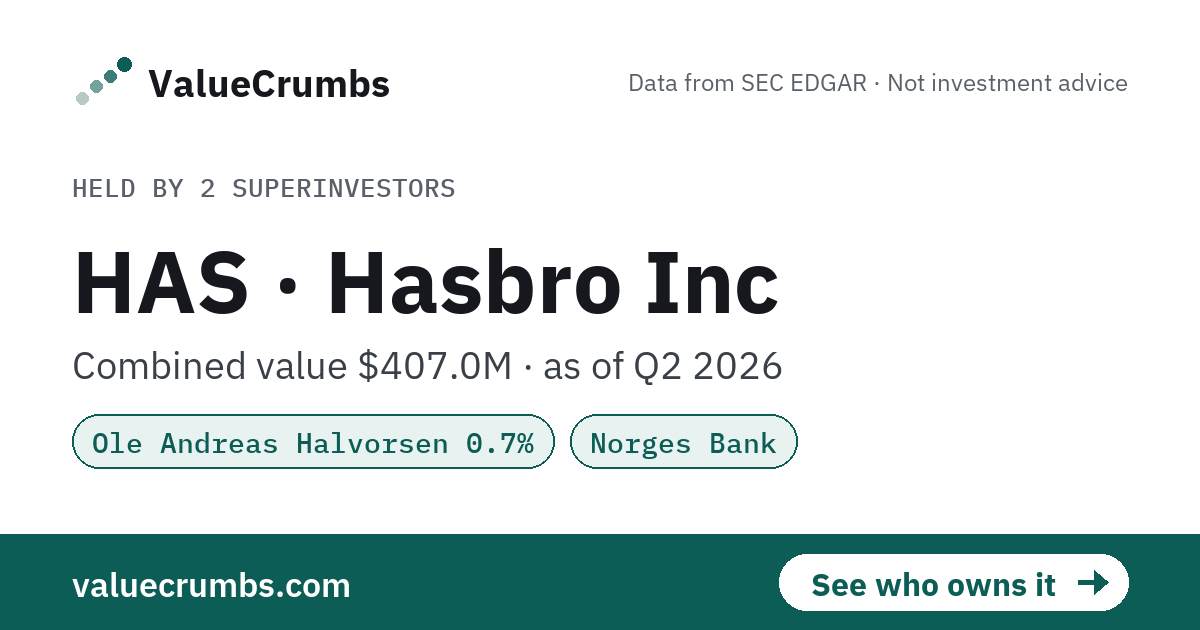 ValueCrumbs
Data from SEC EDGAR · Not investment advice
HELD BY 2 SUPERINVESTORS
HAS · Hasbro Inc
Combined value $407.0M · as of Q2 2026
Ole Andreas Halvorsen 0.7%
Norges Bank
valuecrumbs.com
See who owns it →